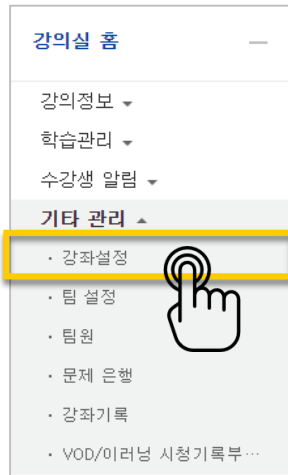 강의실 홈
강의정보
학습관리
수강생 알림
기타 관리
· 강좌설정
· 팀 설정
· 팀원
· 문제 은행
· 강좌기록
· VOD/이러닝 시청기록부…